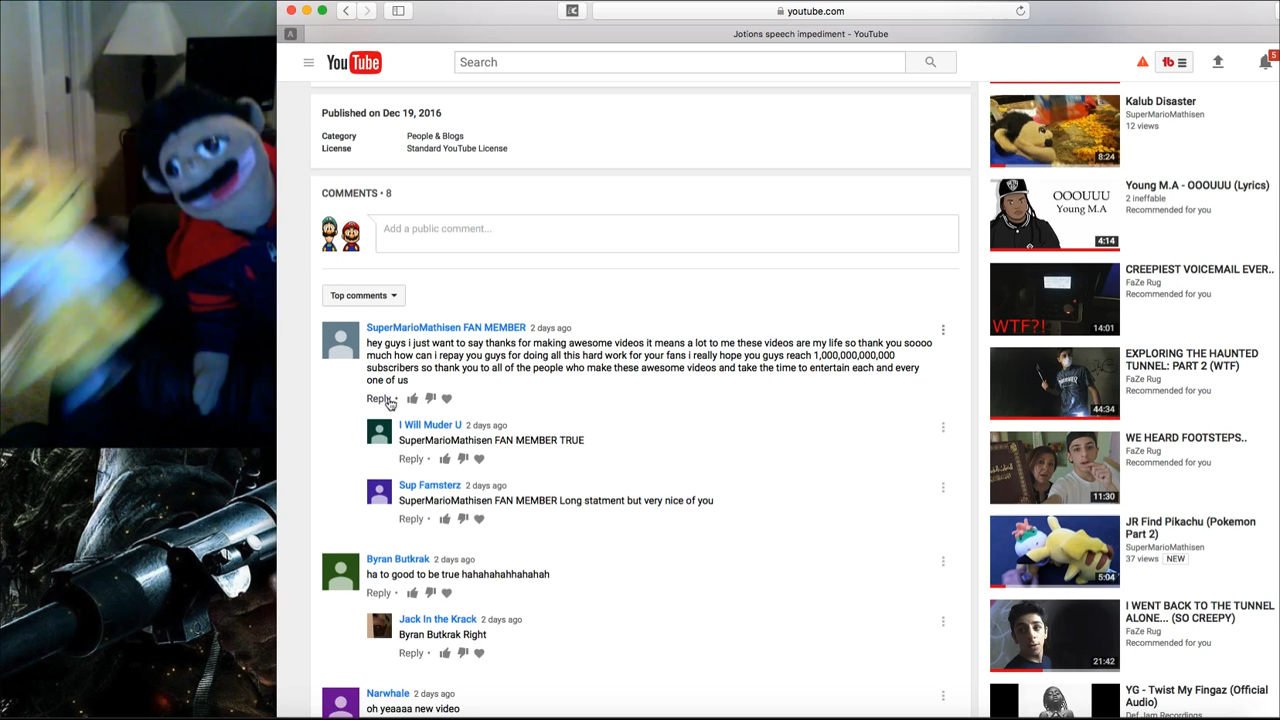 youtube.com
A
Jotions speech impediment - YouTube
YouTube
Search
1b
5
Published on Dec 19, 2016
Category People & Blogs
License Standard YouTube License
COMMENTS • 8
Add a public comment...
Top comments
SuperMarioMathisen FAN MEMBER 2 days ago
hey guys i just want to say thanks for making awesome videos it means a lot to me these videos are my life so thank you soooo
much how can i repay you guys for doing all this hard work for your fans i really hope you guys reach 1,000,000,000,000
subscribers so thank you to all of the people who make these awesome videos and take the time to entertain each and every
one of us
Reply •
I Will Muder U 2 days ago
SuperMarioMathisen FAN MEMBER TRUE
Reply •
Sup Famsterz 2 days ago
SuperMarioMathisen FAN MEMBER Long statment but very nice of you
Reply •
Byran Butkrak 2 days ago
ha to good to be true hahahahahhahahah
Reply •
Jack In the Krack 2 days ago
Byran Butkrak Right
Reply •
Narwhale 2 days ago
oh yeaaaa new video
8:24
Kalub Disaster
SuperMarioMathisen
12 views
OOOUUU
Young M.A
4:14
Young M.A - OOOUUU (Lyrics)
2 ineffable
Recommended for you
WTF?!
14:01
CREEPIEST VOICEMAIL EVER..
FaZe Rug
Recommended for you
44:34
EXPLORING THE HAUNTED
TUNNEL: PART 2 (WTF)
FaZe Rug
Recommended for you
11:30
WE HEARD FOOTSTEPS..
FaZe Rug
Recommended for you
5:04
JR Find Pikachu (Pokemon
Part 2)
SuperMarioMathisen
37 views NEW
21:42
I WENT BACK TO THE TUNNEL
ALONE... (SO CREEPY)
FaZe Rug
Recommended for you
YG - Twist My Fingaz (Official
Audio)
Def Jam Recordings